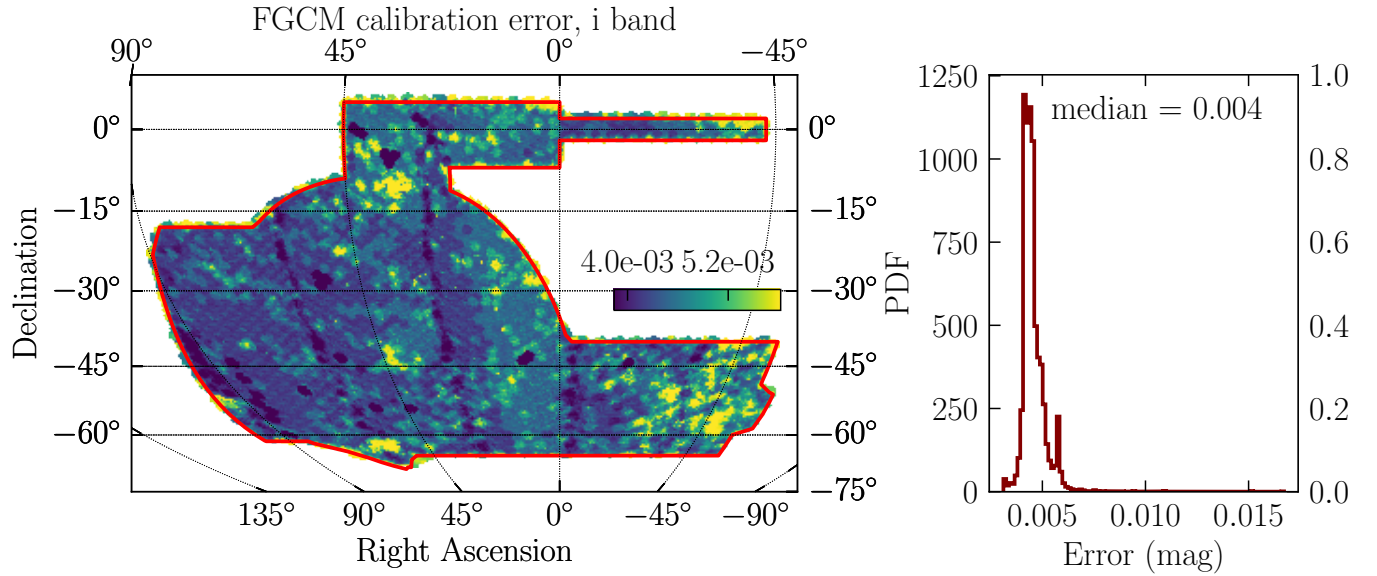 FGCM calibration error, i band
90° 45° 0° −45°
0° 0°
−15° −15°
4.0e-03 5.2e-03
−30° −30°
−45° −45°
−60° −60°
−75°
135° 90° 45° 0° −45° −90°
Right Ascension
Declination
median = 0.004
1250 1.0
1000 0.8
750 0.6
500 0.4
250 0.2
0 0.0
0.005 0.010 0.015
Error (mag)
PDF